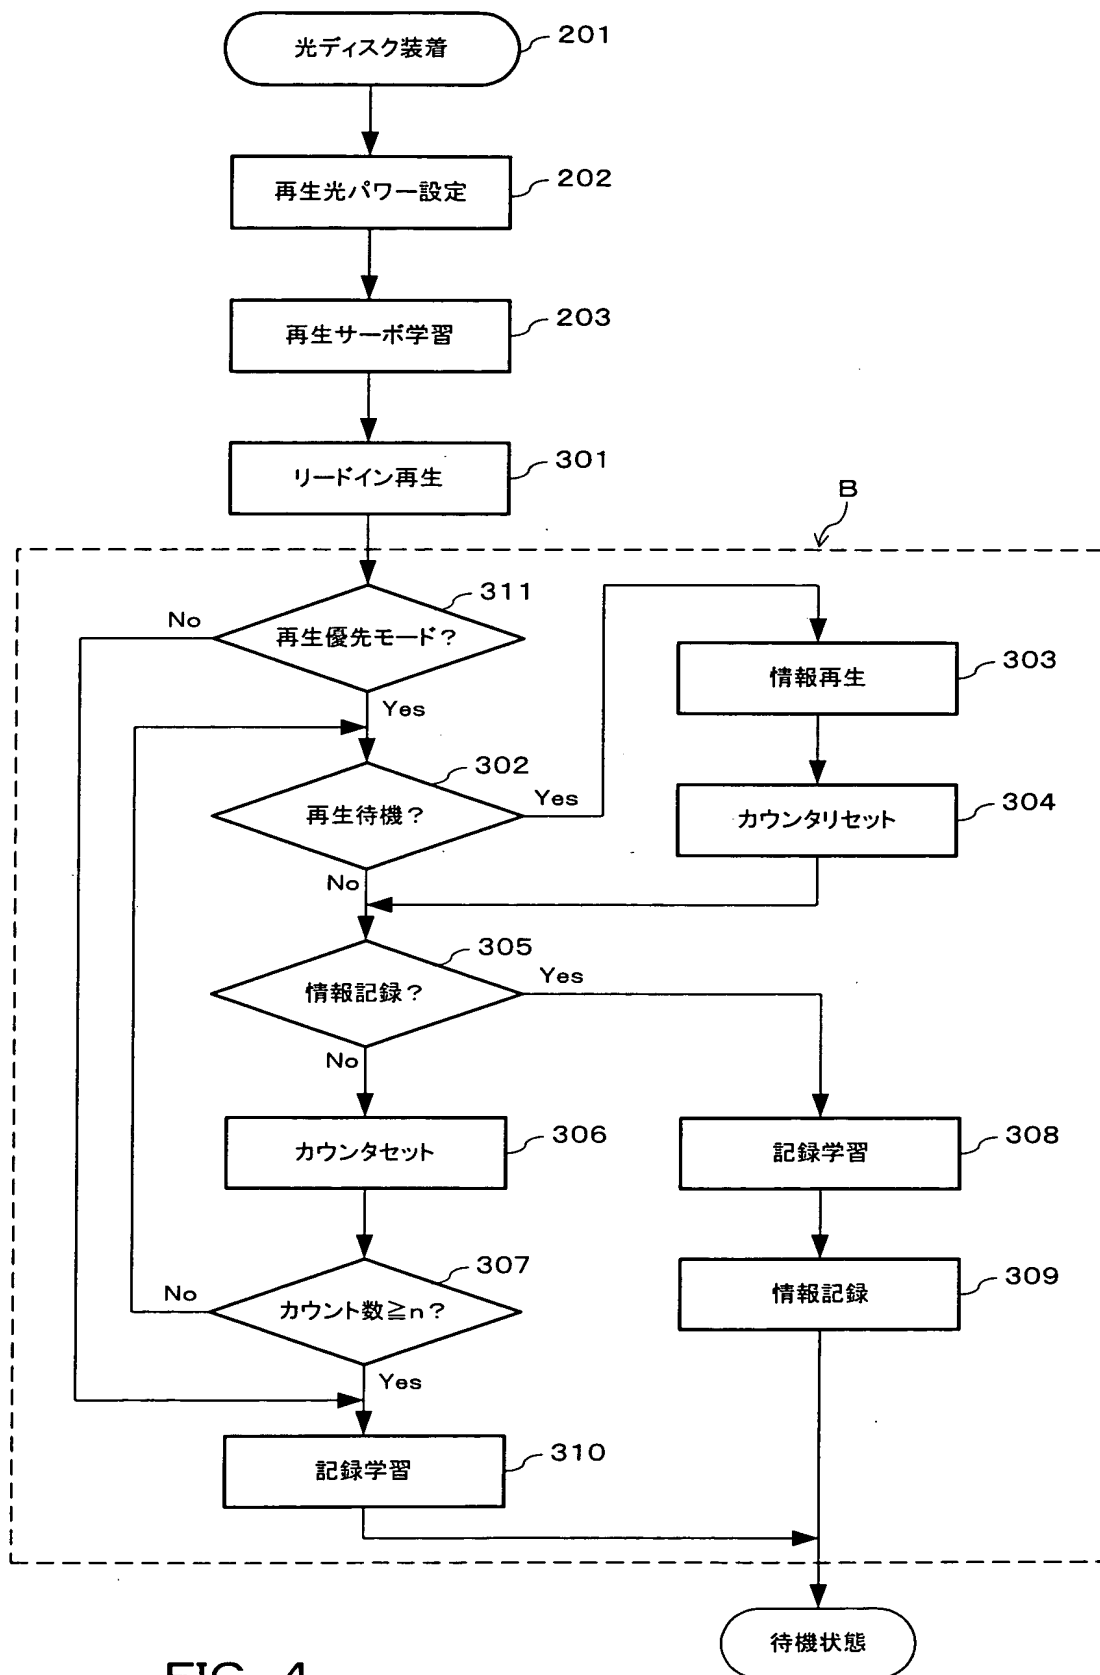 光ディスク装着
201
再生光パワー設定
202
再生サーボ学習
203
リードイン再生
301
B
再生優先モード?
311
No
Yes
情報再生
303
再生待機?
302
Yes
No
カウンタリセット
304
情報記録?
305
Yes
No
カウンタセット
306
記録学習
308
カウント数≧n?
307
No
Yes
情報記録
309
記録学習
310
待機状態
FIG. 4